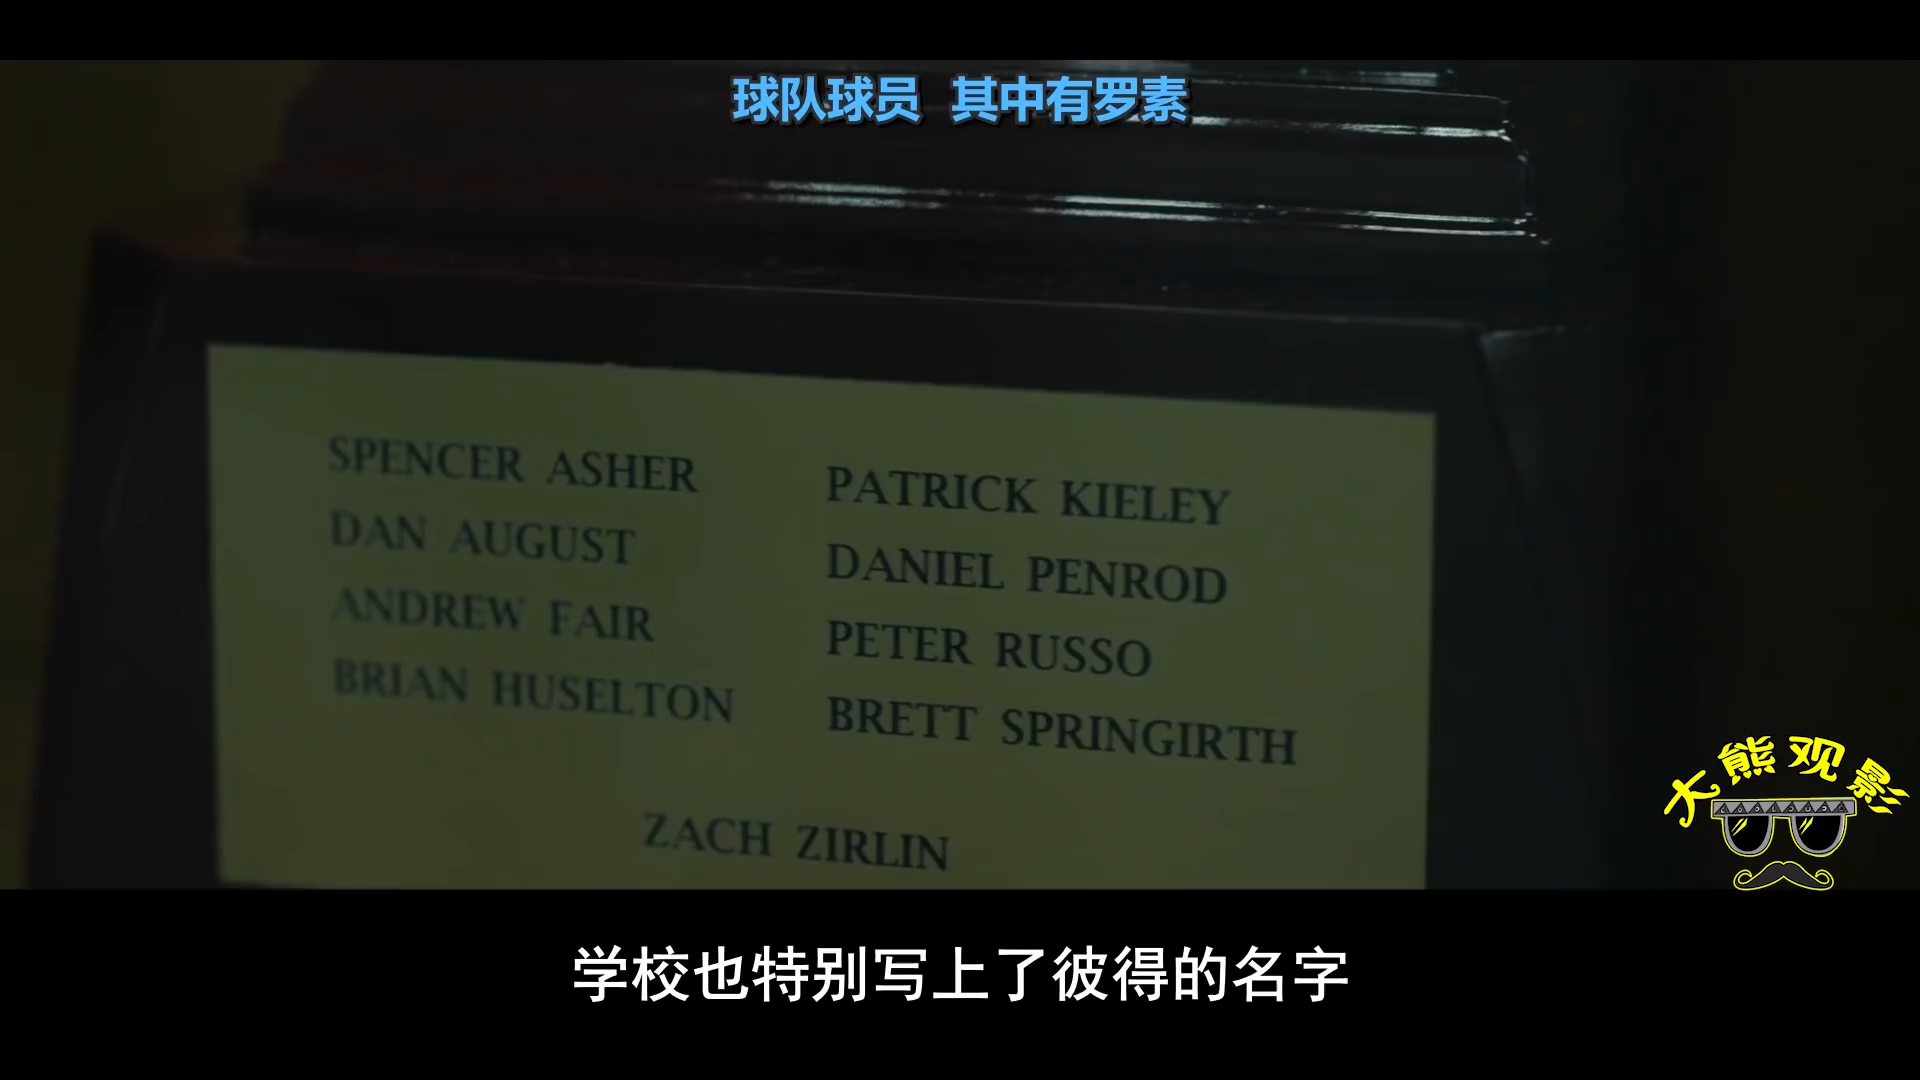 球队球员 其中有罗素
SPENCER ASHER
DAN AUGUST
ANDREW FAIR
BRIAN HUSELTON
PATRICK KIELEY
DANIEL PENROD
PETER RUSSO
BRETT SPRINGIRTH
ZACH ZIRLIN
大熊观影
学校也特别写上了彼得的名字